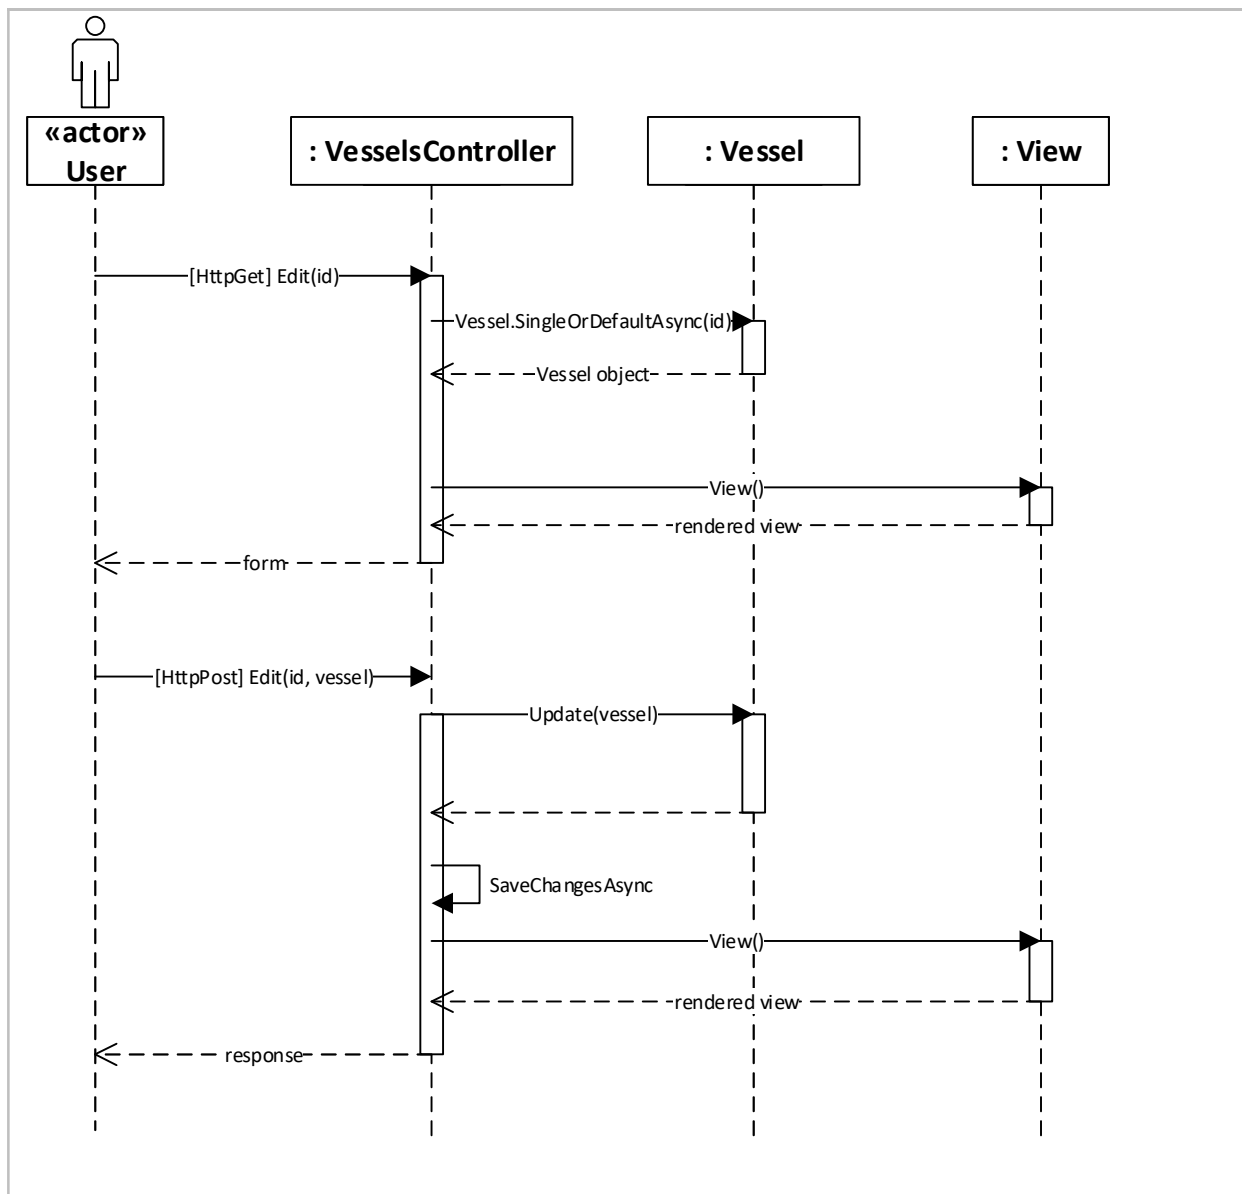 «actor»
User
: VesselsController
: Vessel
: View
[HttpGet] Edit(id)
Vessel.SingleOrDefaultAsync(id)
Vessel object
View()
rendered view
form
[HttpPost] Edit(id, vessel)
Update(vessel)
SaveChangesAsync
View()
rendered view
response